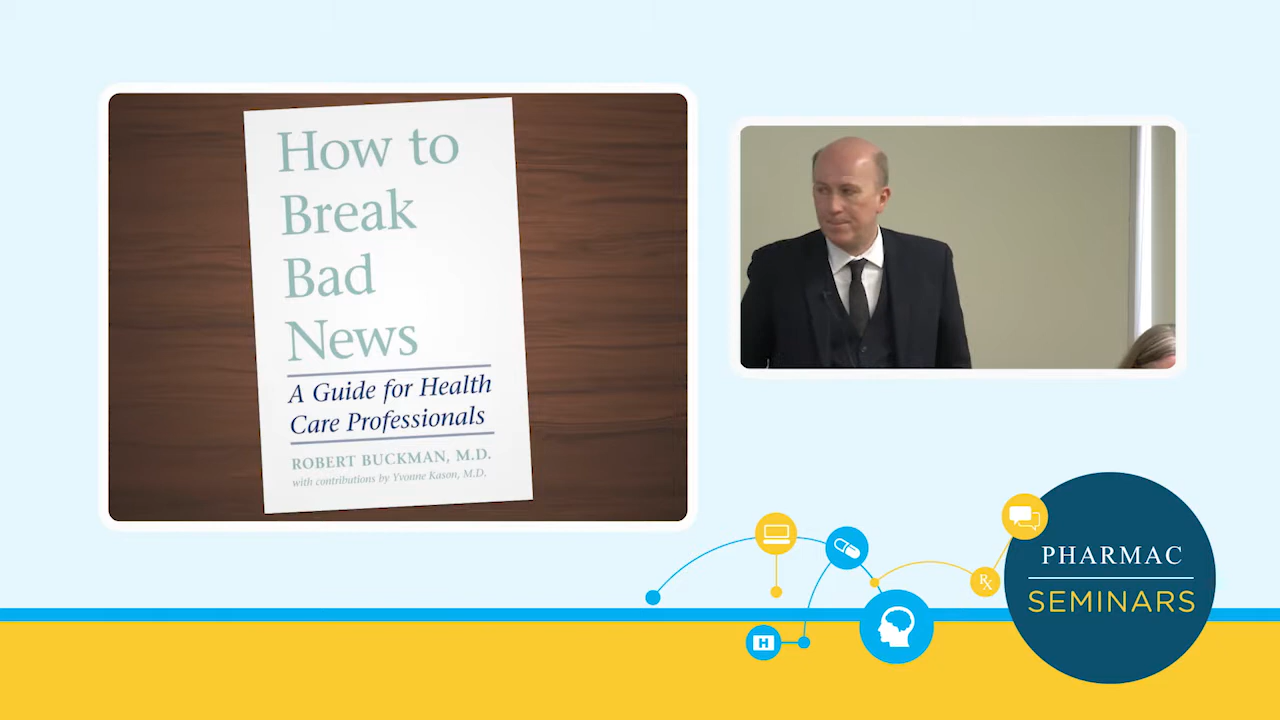 How to
Break
Bad
News
A Guide for Health
Care Professionals
ROBERT BUCKMAN, M.D.
with contributions by Yvonne Kason, M.D.
PHARMAC
SEMINARS
Rx
H